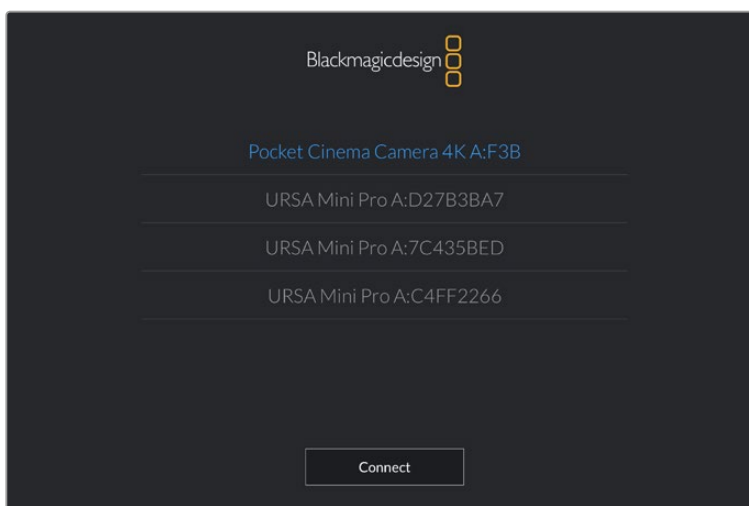 Blackmagicdesign
Pocket Cinema Camera 4K A:F3B
URSA Mini Pro A:D27B3BA7
URSA Mini Pro A:7C435BED
URSA Mini Pro A:C4FF2266
Connect